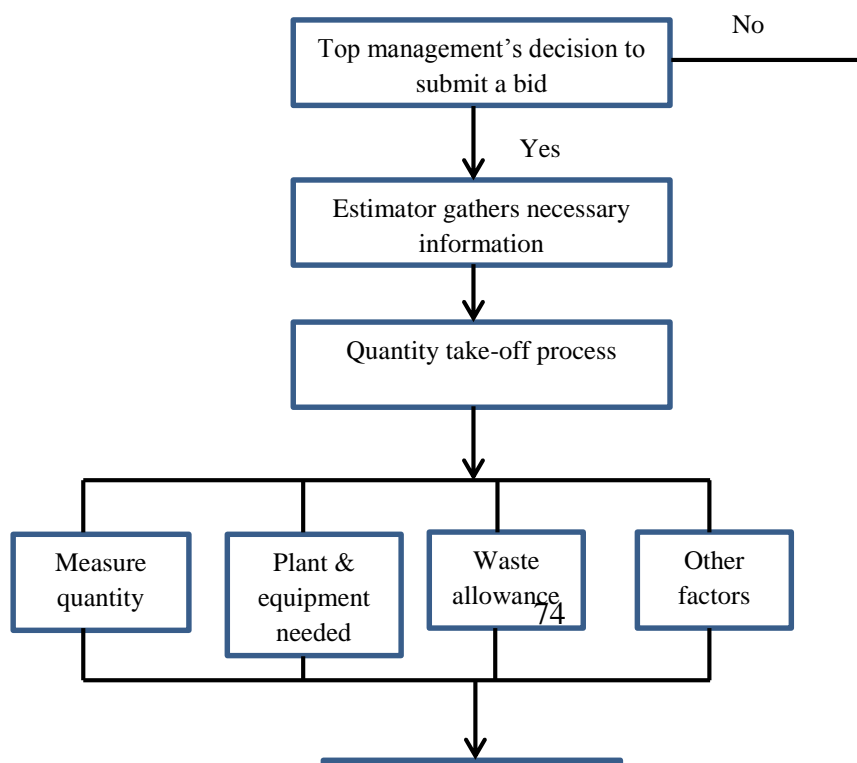 No
Top management’s decision to
submit a bid
Yes
Estimator gathers necessary
information
Quantity take-off process
Measure
quantity
Plant &
equipment
needed
Waste
allowance
74
Other
factors